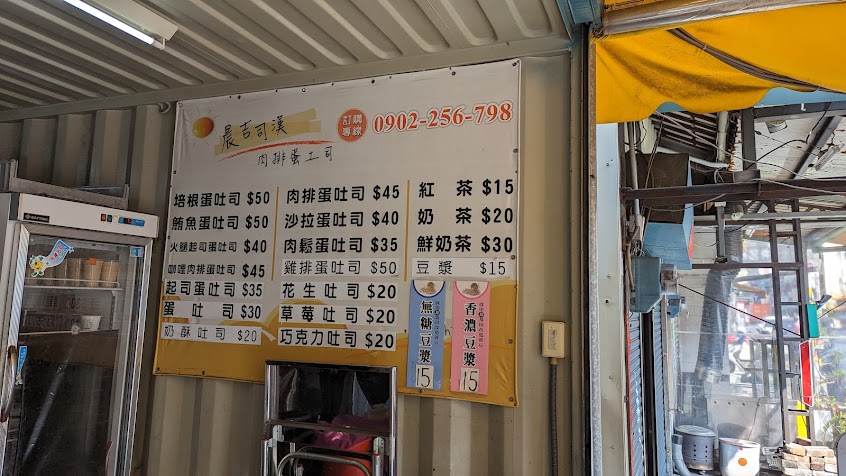 晨吉司漢
肉排蛋工司
訂購專線 0902-256-798
培根蛋吐司 $50
鮪魚蛋吐司 $50
火腿起司蛋吐司 $40
咖哩肉排蛋吐司 $45
起司蛋吐司 $35
蛋吐司 $30
奶酥吐司 $20
肉排蛋吐司 $45
沙拉蛋吐司 $40
肉鬆蛋吐司 $35
雞排蛋吐司 $50
花生吐司 $20
草莓吐司 $20
巧克力吐司 $20
紅茶 $15
奶茶 $20
鮮奶茶 $30
豆漿 $15
無糖豆漿
15
香濃豆漿
15